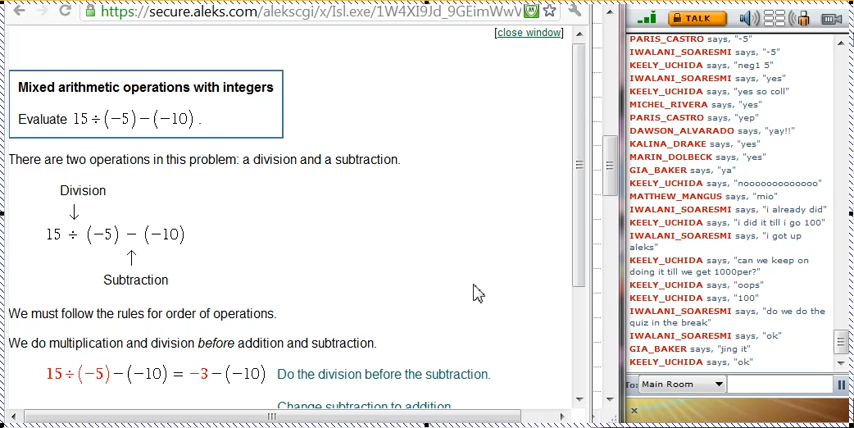 https://secure.aleks.com/alekscgi/x/Isl.exe/1W4XI9Jd_9GEimWwV
[close window]
Mixed arithmetic operations with integers
Evaluate 15 ÷ (−5) − (−10) .
There are two operations in this problem: a division and a subtraction.
Division
15 ÷ (−5) − (−10)
Subtraction
We must follow the rules for order of operations.
We do multiplication and division before addition and subtraction.
15 ÷ (−5) − (−10) = −3 − (−10) Do the division before the subtraction.
Change subtraction to addition
TALK
PARIS_CASTRO says, "-5"
IWALANI_SOARESMI says, "-5"
KEELY_UCHIDA says, "neg1 5"
IWALANI_SOARESMI says, "yes"
KEELY_UCHIDA says, "yes so coll"
MICHEL_RIVERA says, "yes"
PARIS_CASTRO says, "yep"
DAWSON_ALVARADO says, "yay!!"
KALINA_DRAKE says, "yes"
MARIN_DOLBECK says, "yes"
GIA_BAKER says, "ya"
KEELY_UCHIDA says, "nooooooooooooo"
MATTHEW_MANGUS says, "mio"
IWALANI_SOARESMI says, "i already did"
KEELY_UCHIDA says, "i did it till i go 100"
IWALANI_SOARESMI says, "i got up
aleks"
KEELY_UCHIDA says, "can we keep on
doing it till we get 1000per?"
KEELY_UCHIDA says, "oops"
KEELY_UCHIDA says, "100"
IWALANI_SOARESMI says, "do we do the
quiz in the break"
IWALANI_SOARESMI says, "ok"
GIA_BAKER says, "jing it"
KEELY_UCHIDA says, "ok"
To: Main Room